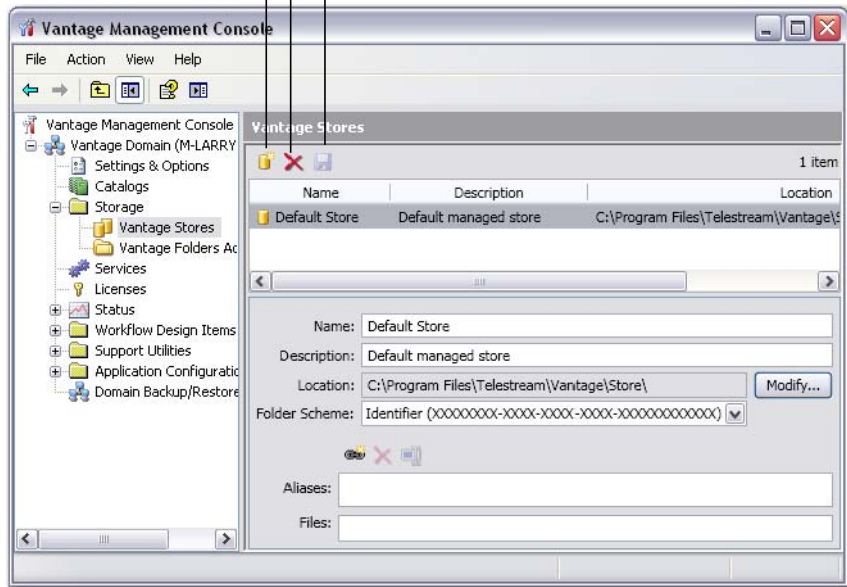 Vantage Management Console
File Action View Help
Vantage Management Console
Vantage Domain (M-LARRY
Settings & Options
Catalogs
Storage
Vantage Stores
Vantage Folders Ac
Services
Licenses
Status
Workflow Design Items
Support Utilities
Application Configuratic
Domain Backup/Restore
Vantage Stores
1 item
Name Description Location
Default Store Default managed store C:\Program Files\Telestream\Vantage\S
Name: Default Store
Description: Default managed store
Location: C:\Program Files\Telestream\Vantage\Store\ Modify...
Folder Scheme: Identifier (XXXXXXXX-XXXX-XXXX-XXXX-XXXXXXXXXXXX)
Aliases:
Files: